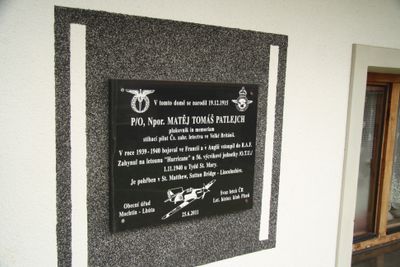 V tomto domě se narodil 19.12.1915
P/O, Npor. MATĚJ TOMÁŠ PATLEJCH
plukovník in memoriam
stíhací pilot Čs. zahr. letectva ve Velké Británii.
V roce 1939 - 1940 bojoval ve Francii a v Anglii vstoupil do R.A.F.
Zahynul na letounu "Hurricane" u 56. výcvikové jednotky /O.T.U./
1.11.1940 u Tydd St. Mary.
Je pohřben v St. Matthew, Sutton Bridge - Lincolnshire.
Obecní úřad
Mochtín - Lhůta
Svaz letců ČR
Let. histor. klub Plzeň
25.6.2011